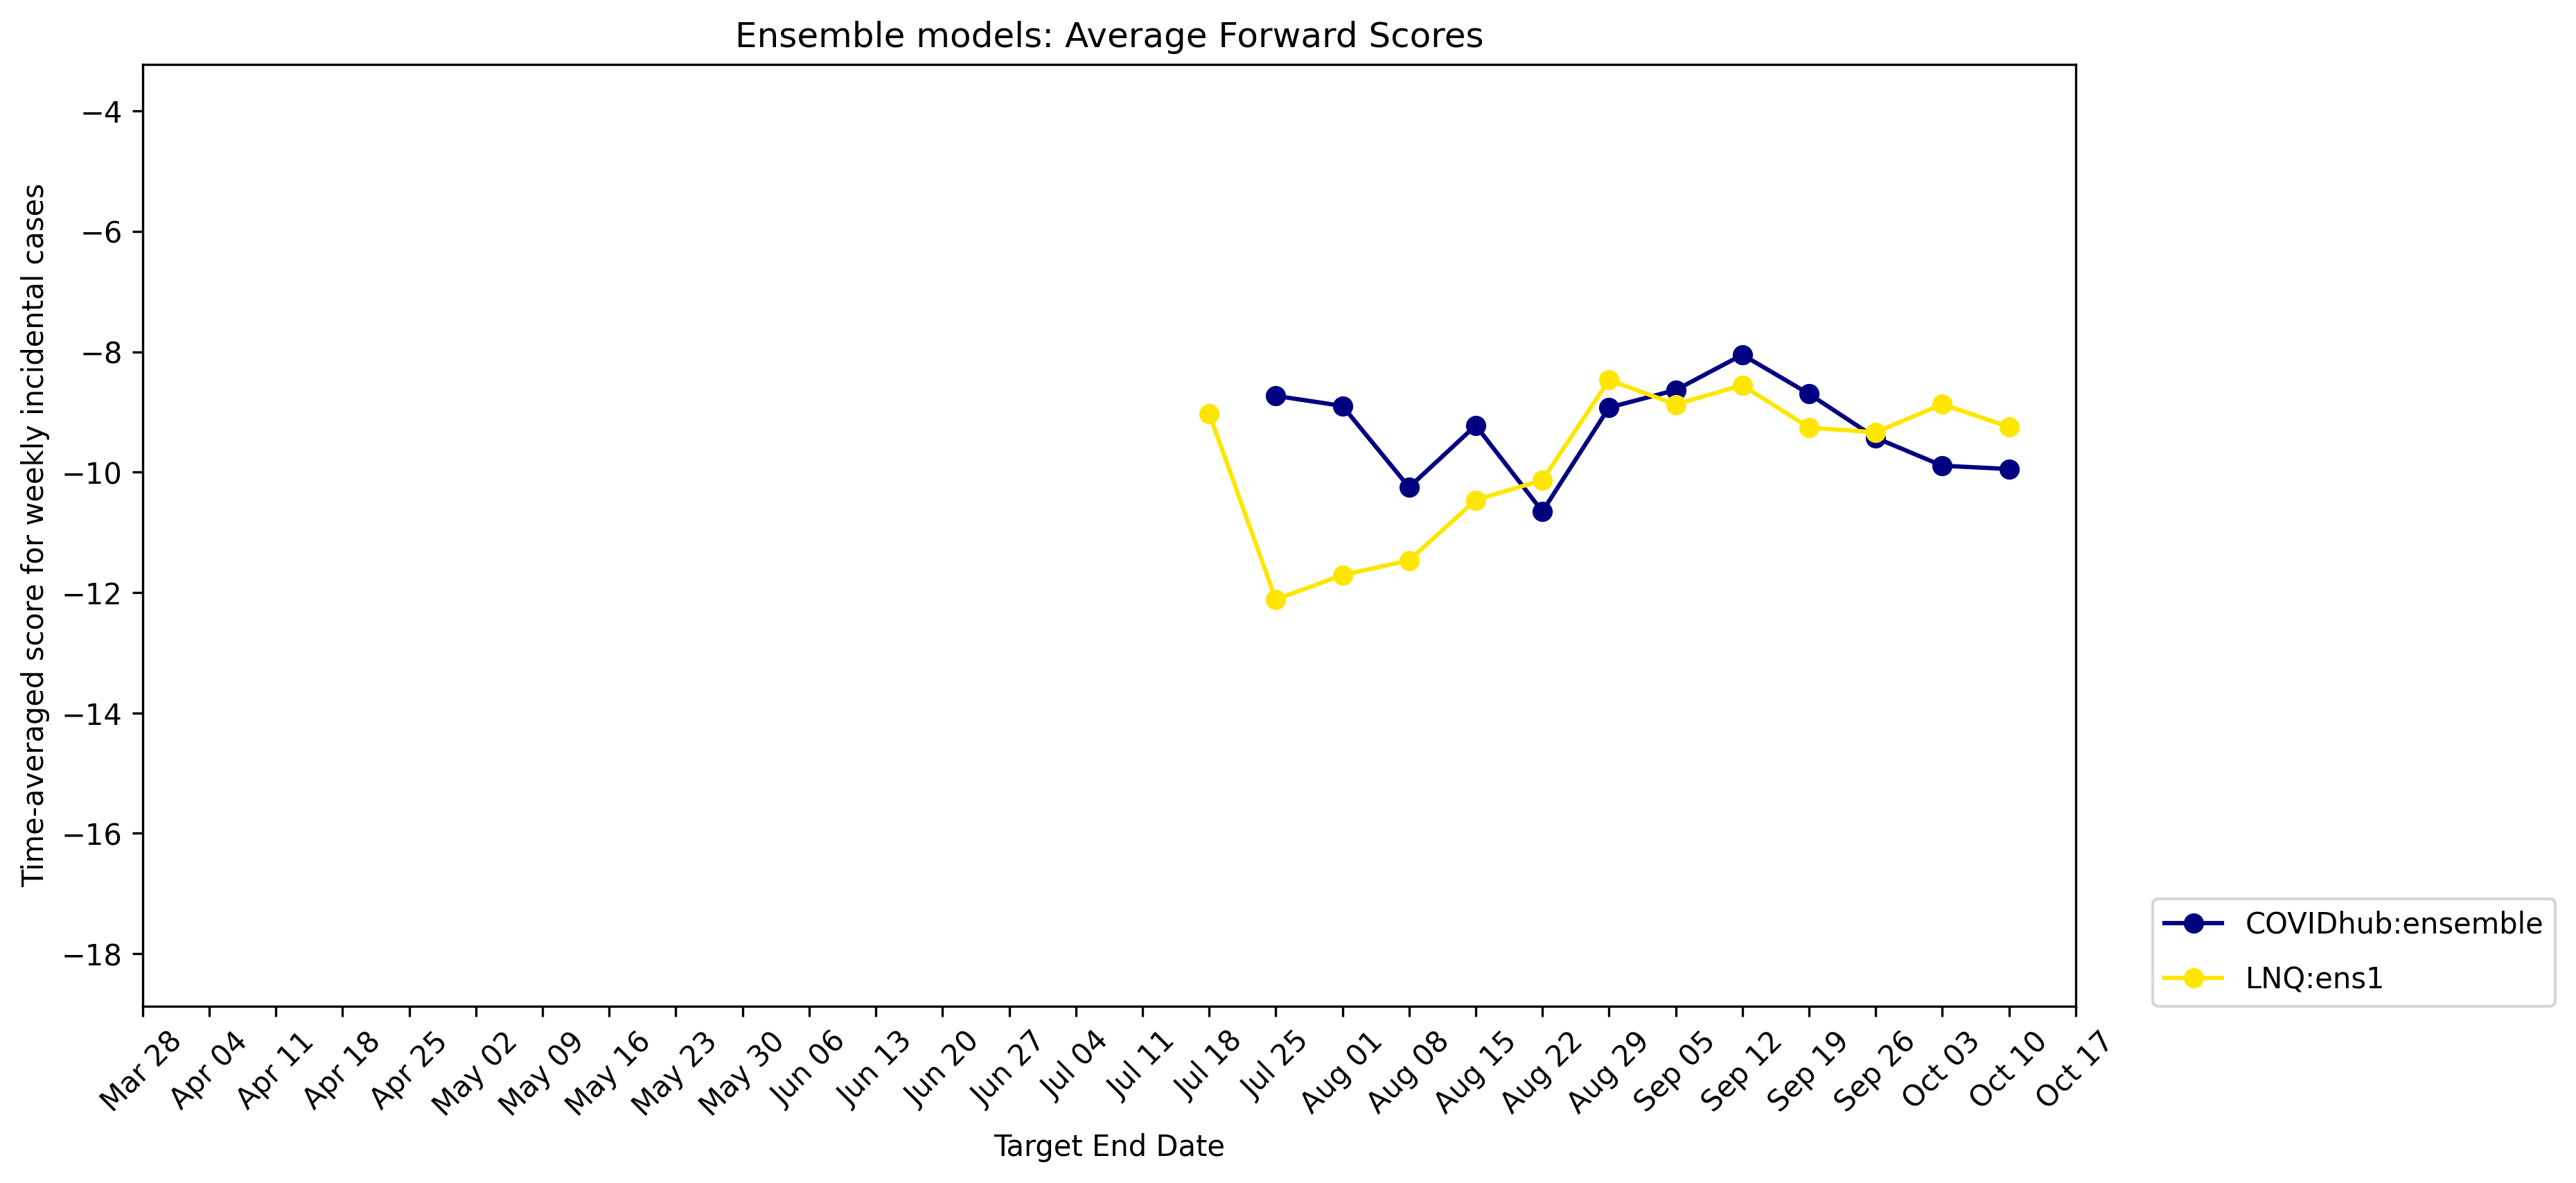 Ensemble models: Average Forward Scores
Time-averaged score for weekly incidental cases
−4
−6
−8
−10
−12
−14
−16
−18
Mar 28
Apr 04
Apr 11
Apr 18
Apr 25
May 02
May 09
May 16
May 23
May 30
Jun 06
Jun 13
Jun 20
Jun 27
Jul 04
Jul 11
Jul 18
Jul 25
Aug 01
Aug 08
Aug 15
Aug 22
Aug 29
Sep 05
Sep 12
Sep 19
Sep 26
Oct 03
Oct 10
Oct 17
Target End Date
COVIDhub:ensemble
LNQ:ens1